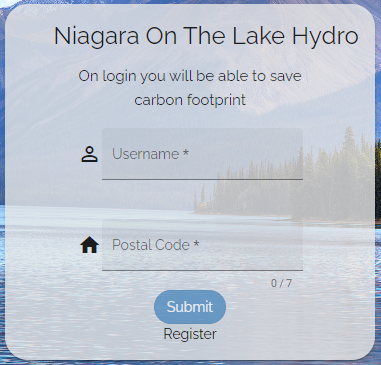 Niagara On The Lake Hydro
On login you will be able to save
carbon footprint
Username *
Postal Code *
0 / 7
Submit
Register